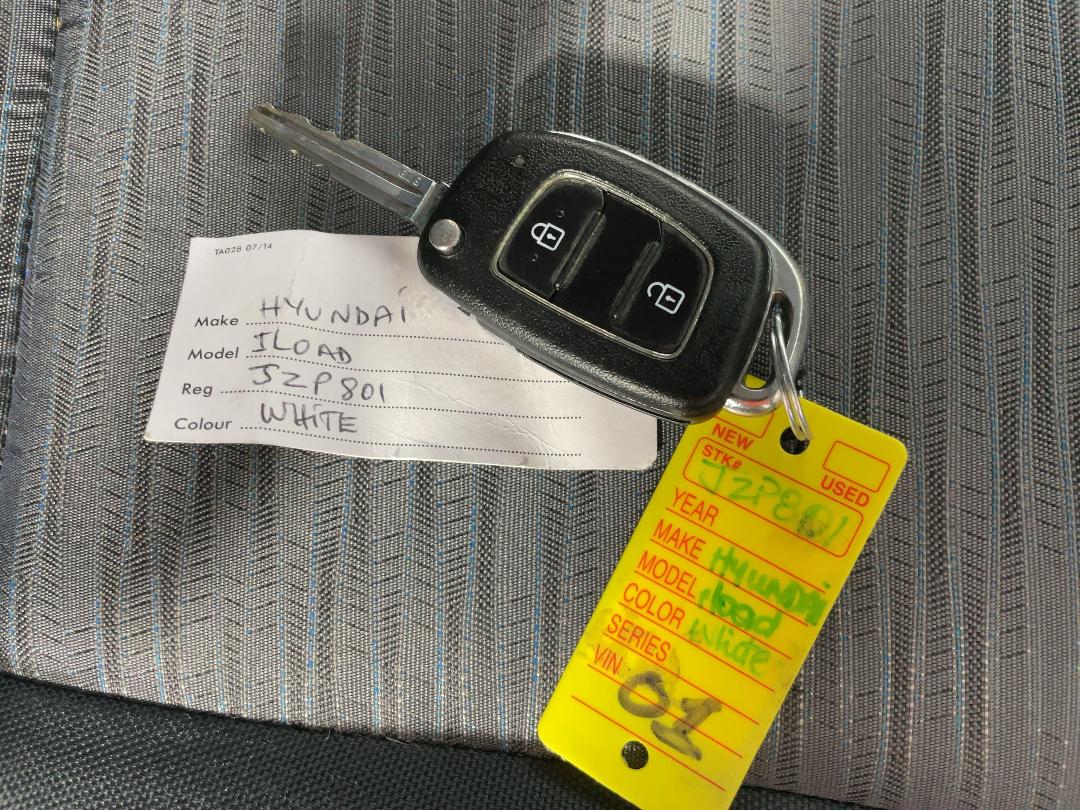 TA028 07/14
Make HYUNDAI
Model ILOAD
Reg JZP801
Colour WHITE
NEW
USED
STK#
JZP801
YEAR
MAKE Hyundai
MODEL iload
COLOR White
SERIES
VIN
01